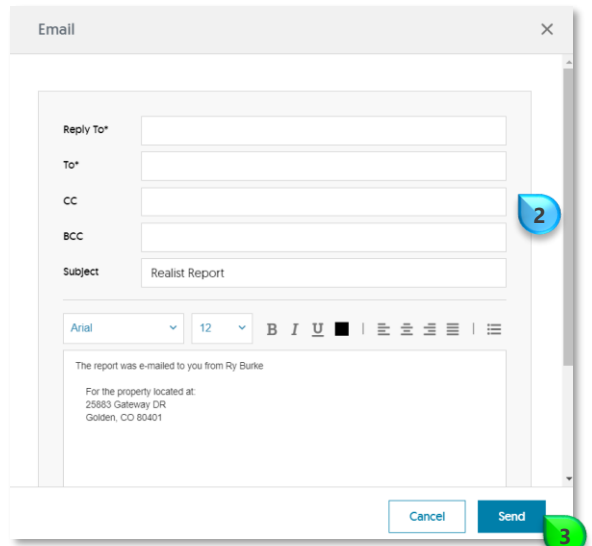 Email
Reply To*
To*
CC
2
BCC
Subject Realist Report
Arial 12 B I U
The report was e-mailed to you from Ry Burke
For the property located at:
25883 Gateway DR
Golden, CO 80401
Cancel Send
3